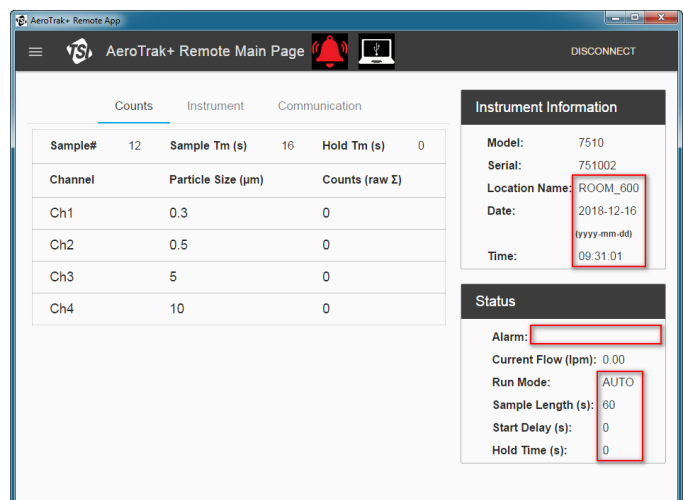 AeroTrak+ Remote App
TSI AeroTrak+ Remote Main Page DISCONNECT
Counts Instrument Communication
Sample# 12 Sample Tm (s) 16 Hold Tm (s) 0
Channel Particle Size (µm) Counts (raw Σ)
Ch1 0.3 0
Ch2 0.5 0
Ch3 5 0
Ch4 10 0
Instrument Information
Model: 7510
Serial: 751002
Location Name: ROOM_600
Date: 2018-12-16
(yyyy-mm-dd)
Time: 09:31:01
Status
Alarm:
Current Flow (lpm): 0.00
Run Mode: AUTO
Sample Length (s): 60
Start Delay (s): 0
Hold Time (s): 0